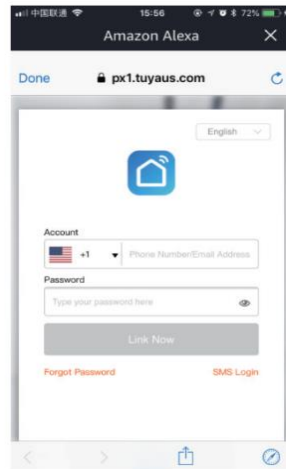 中国联通 15:56 72%
Amazon Alexa
Done px1.tuyaus.com
English
Account
+1 Phone Number/Email Address
Password
Type your password here
Link Now
Forgot Password SMS Login